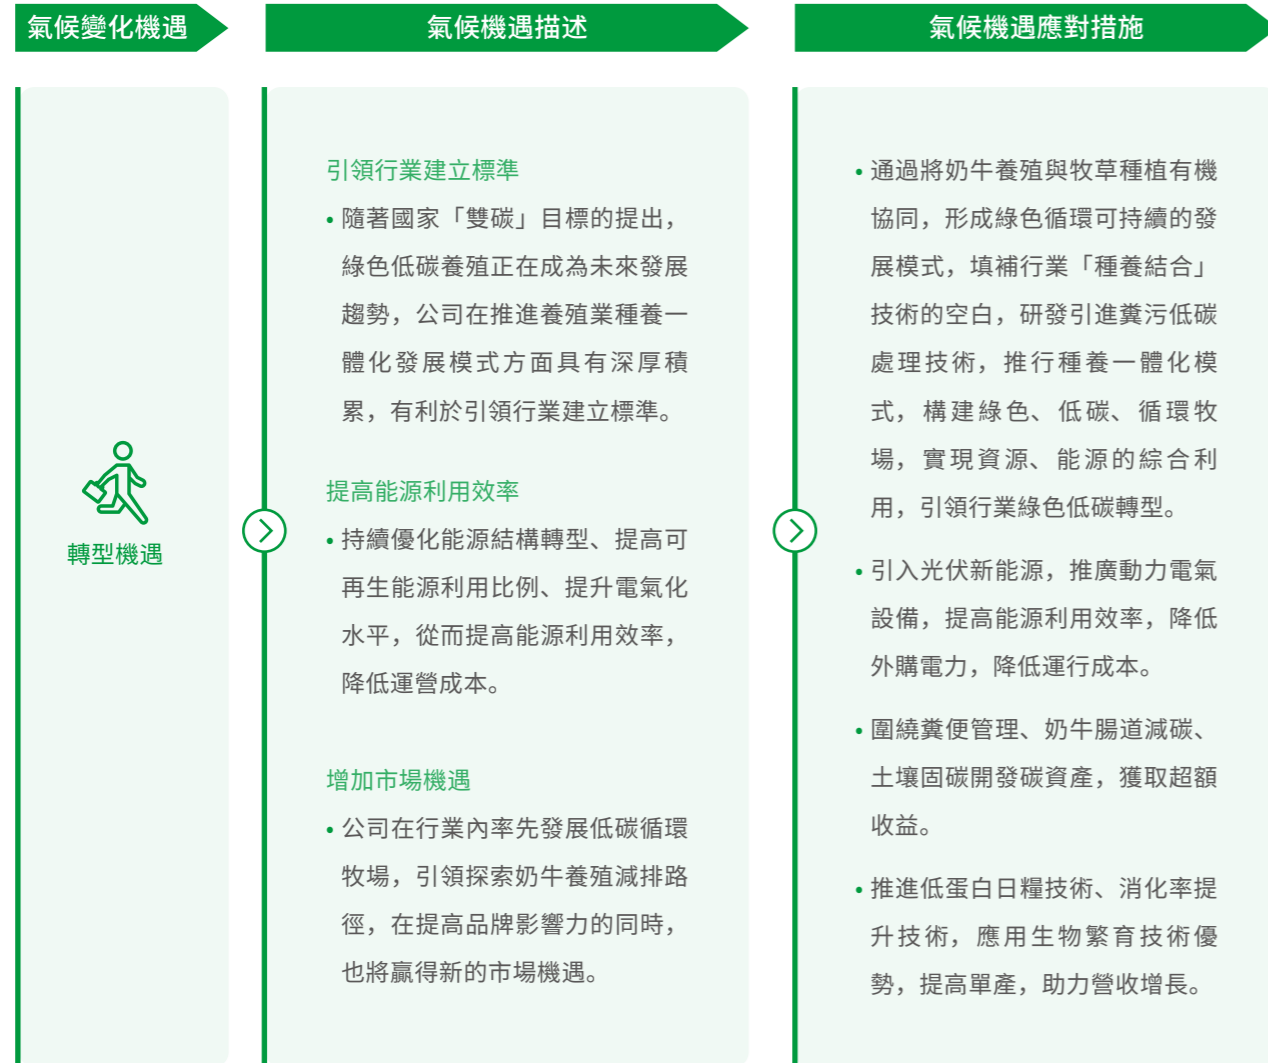 氣候變化機遇
氣候機遇描述
氣候機遇應對措施
轉型機遇
引領行業建立標準
• 隨著國家「雙碳」目標的提出，
綠色低碳養殖正在成為未來發展
趨勢，公司在推進養殖業種養一
體化發展模式方面具有深厚積
累，有利於引領行業建立標準。
提高能源利用效率
• 持續優化能源結構轉型、提高可
再生能源利用比例、提升電氣化
水平，從而提高能源利用效率，
降低運營成本。
增加市場機遇
• 公司在行業內率先發展低碳循環
牧場，引領探索奶牛養殖減排路
徑，在提高品牌影響力的同時，
也將贏得新的市場機遇。
• 通過將奶牛養殖與牧草種植有機
協同，形成綠色循環可持續的發
展模式，填補行業「種養結合」
技術的空白，研發引進糞污低碳
處理技術，推行種養一體化模
式，構建綠色、低碳、循環牧
場，實現資源、能源的綜合利
用，引領行業綠色低碳轉型。
• 引入光伏新能源，推廣動力電氣
設備，提高能源利用效率，降低
外購電力，降低運行成本。
• 圍繞糞便管理、奶牛腸道減碳、
土壤固碳開發碳資產，獲取超額
收益。
• 推進低蛋白日糧技術、消化率提
升技術，應用生物繁育技術優
勢，提高單產，助力營收增長。